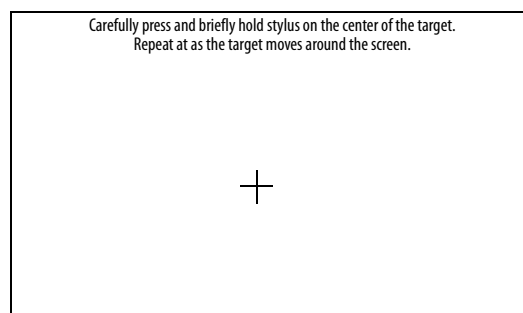 Carefully press and briefly hold stylus on the center of the target.
Repeat at as the target moves around the screen.